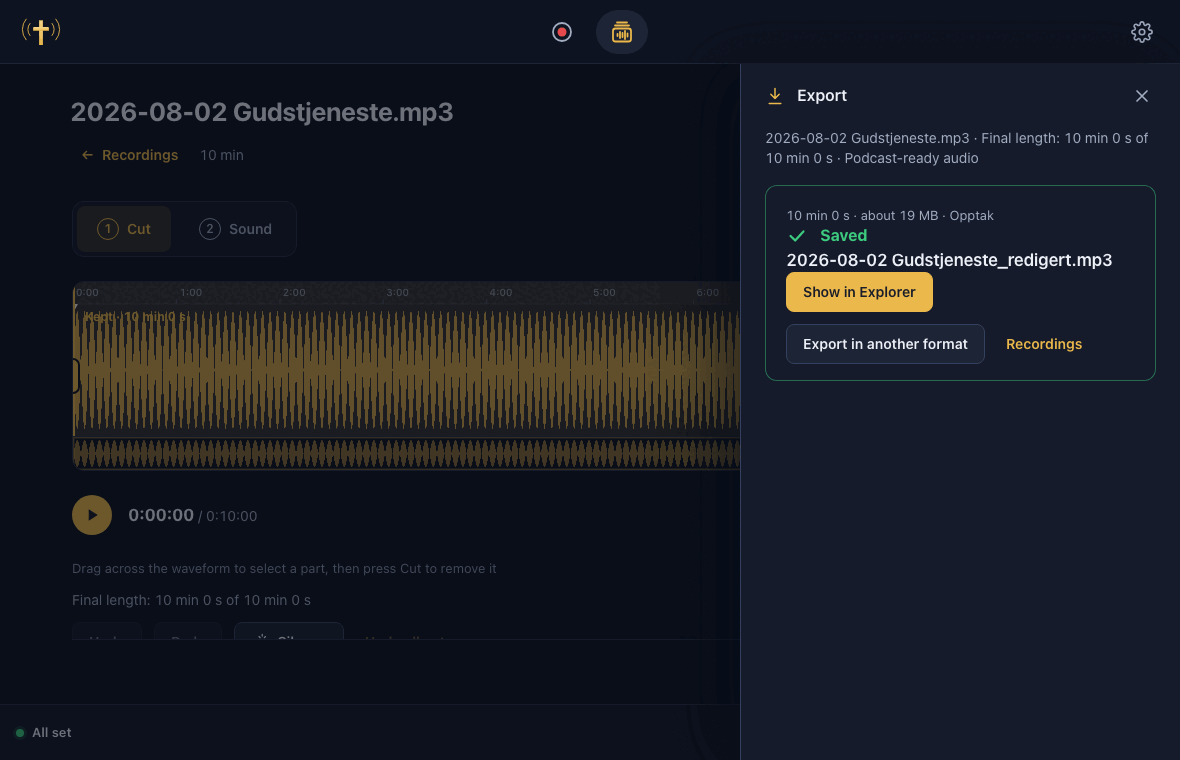 2026-08-02 Gudstjeneste.mp3
← Recordings 10 min
1 Cut 2 Sound
0:00 1:00 2:00 3:00 4:00 5:00 6:00
Kept · 10 min 0 s
0:00:00 / 0:10:00
Drag across the waveform to select a part, then press Cut to remove it
Final length: 10 min 0 s of 10 min 0 s
All set
Export
2026-08-02 Gudstjeneste.mp3 · Final length: 10 min 0 s of
10 min 0 s · Podcast-ready audio
10 min 0 s · about 19 MB · Opptak
Saved
2026-08-02 Gudstjeneste_redigert.mp3
Show in Explorer
Export in another format Recordings